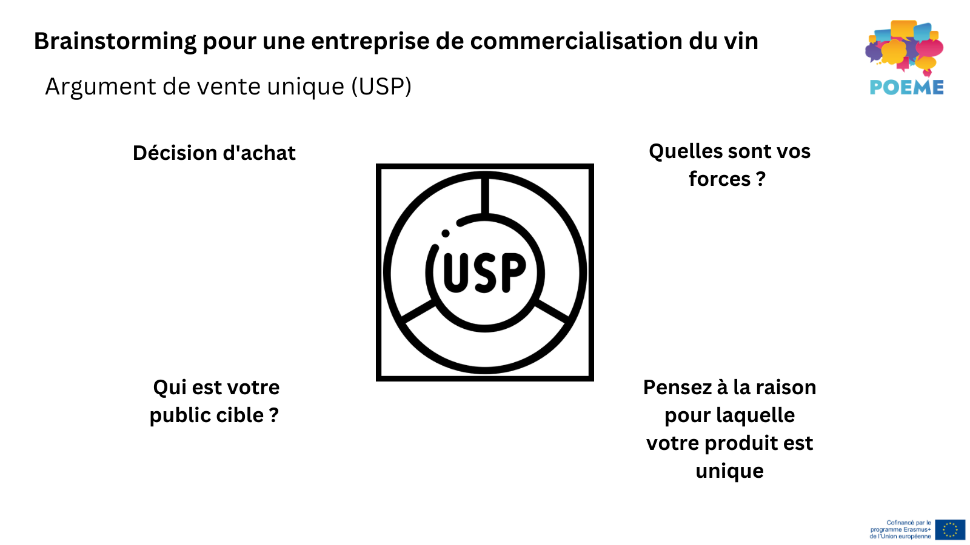 Brainstorming pour une entreprise de commercialisation du vin
POEME
Argument de vente unique (USP)
Décision d'achat
Quelles sont vos
forces ?
USP
Qui est votre
public cible ?
Pensez à la raison
pour laquelle
votre produit est
unique
Cofinancé par le
programme Erasmus+
de l'Union européenne